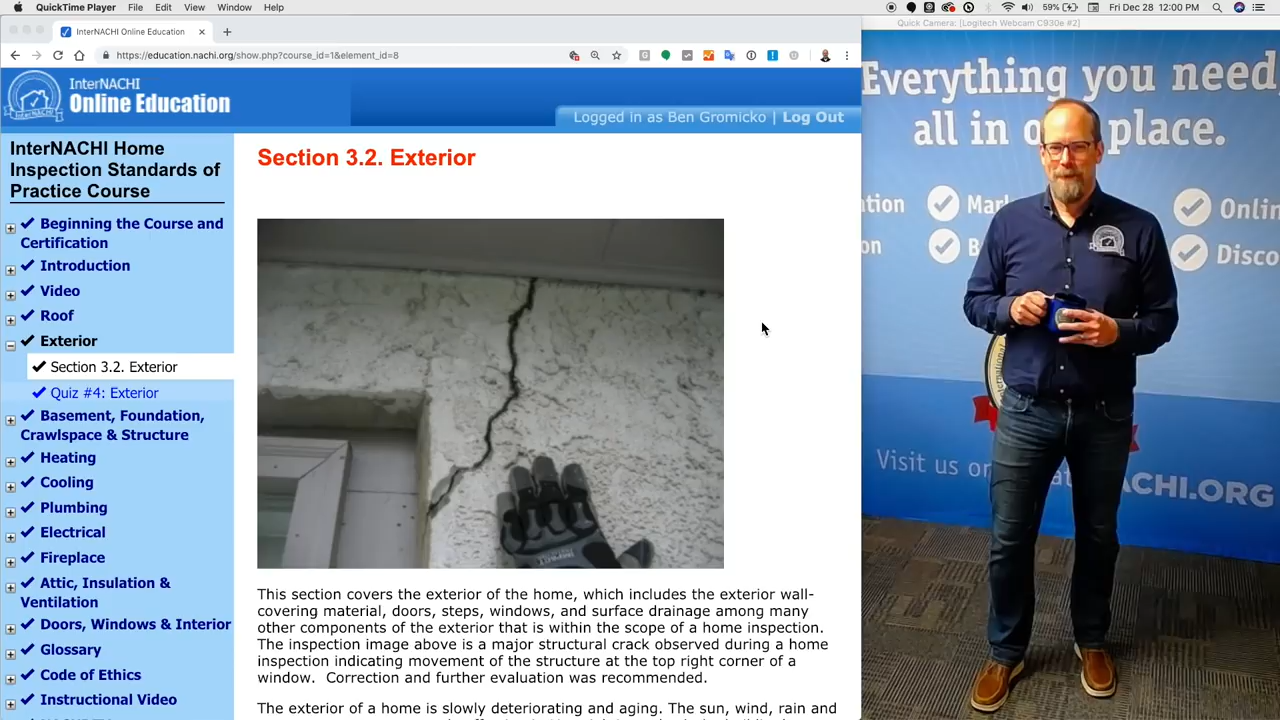 QuickTime Player File Edit View Window Help 59% Fri Dec 28 12:00 PM
Quick Camera: [Logitech Webcam C930e #2]
InterNACHI Online Education
https://education.nachi.org/show.php?course_id=1&element_id=8
InterNACHI
Online Education
Logged in as Ben Gromicko | Log Out
InterNACHI Home
Inspection Standards of
Practice Course
Beginning the Course and
Certification
Introduction
Video
Roof
Exterior
Section 3.2. Exterior
Quiz #4: Exterior
Basement, Foundation,
Crawlspace & Structure
Heating
Cooling
Plumbing
Electrical
Fireplace
Attic, Insulation &
Ventilation
Doors, Windows & Interior
Glossary
Code of Ethics
Instructional Video
Section 3.2. Exterior
This section covers the exterior of the home, which includes the exterior wall-
covering material, doors, steps, windows, and surface drainage among many
other components of the exterior that is within the scope of a home inspection.
The inspection image above is a major structural crack observed during a home
inspection indicating movement of the structure at the top right corner of a
window. Correction and further evaluation was recommended.
The exterior of a home is slowly deteriorating and aging. The sun, wind, rain and
Everything you need,
all in place.
Onlin
Disco
Visit us
ACHI.ORG